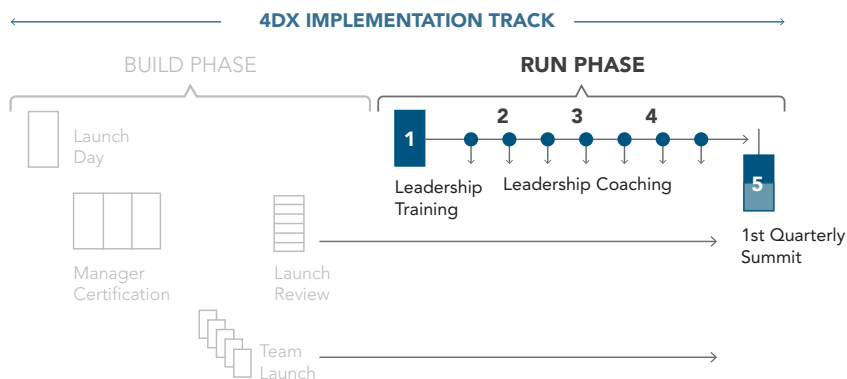 4DX IMPLEMENTATION TRACK
BUILD PHASE
RUN PHASE
Launch
Day
1
2
3
4
Leadership
Training
Leadership Coaching
5
1st Quarterly
Summit
Manager
Certification
Launch
Review
Team
Launch